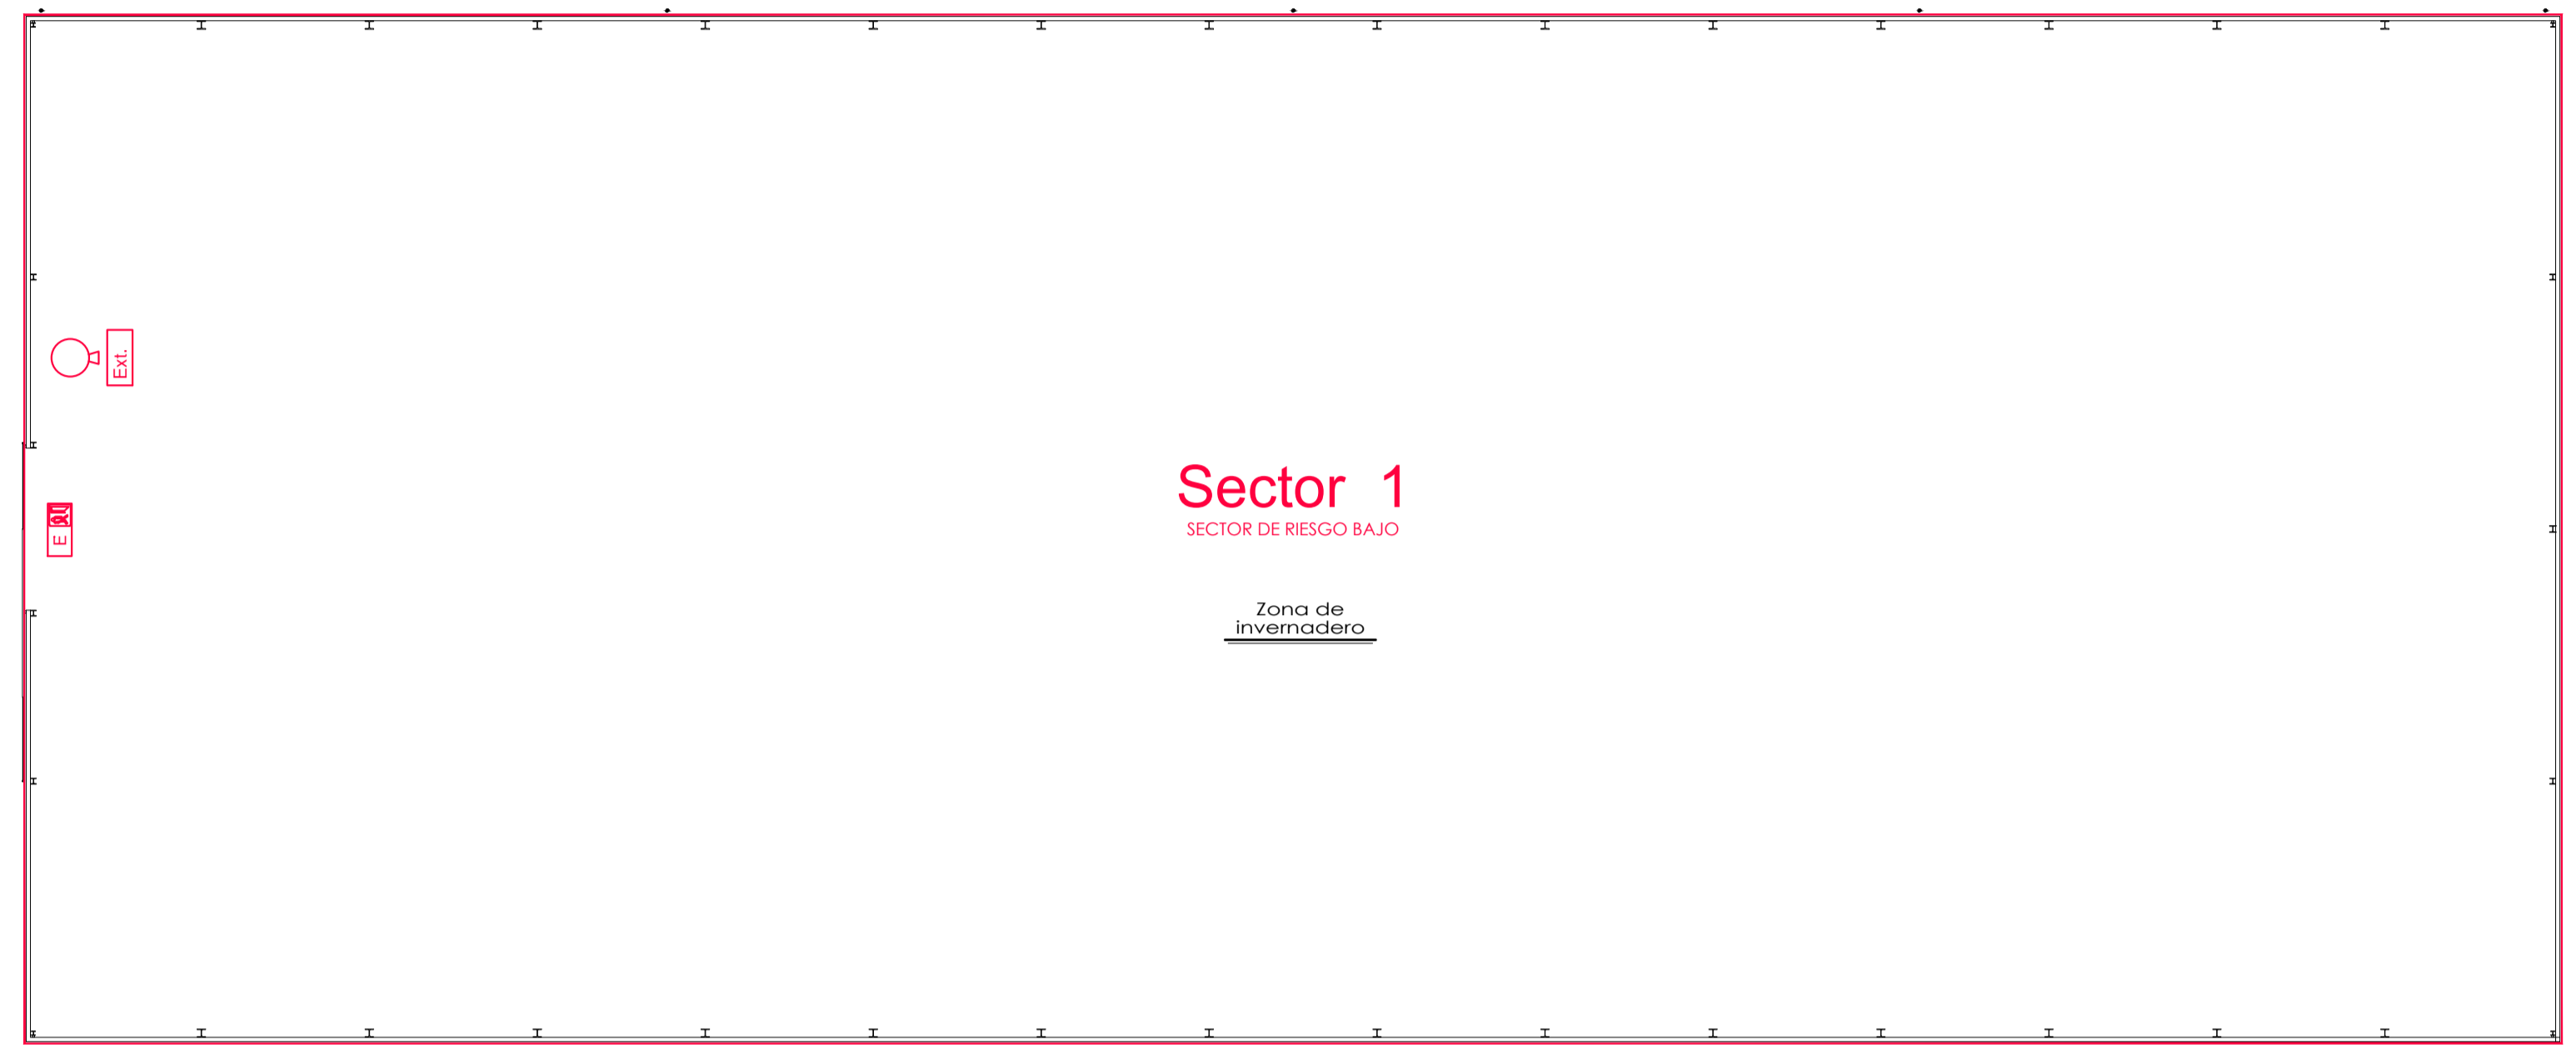 Ext.
E
Sector 1
SECTOR DE RIESGO BAJO
Zona de
invernadero